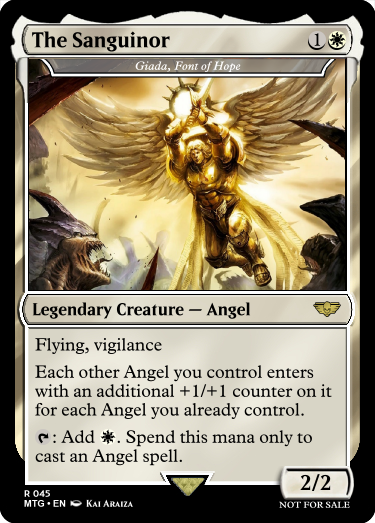 The Sanguinor 1
Giada, Font of Hope
Legendary Creature — Angel
Flying, vigilance
Each other Angel you control enters
with an additional +1/+1 counter on it
for each Angel you already control.
: Add . Spend this mana only to
cast an Angel spell.
2/2
R 045
MTG • EN Kai Araiza
NOT FOR SALE